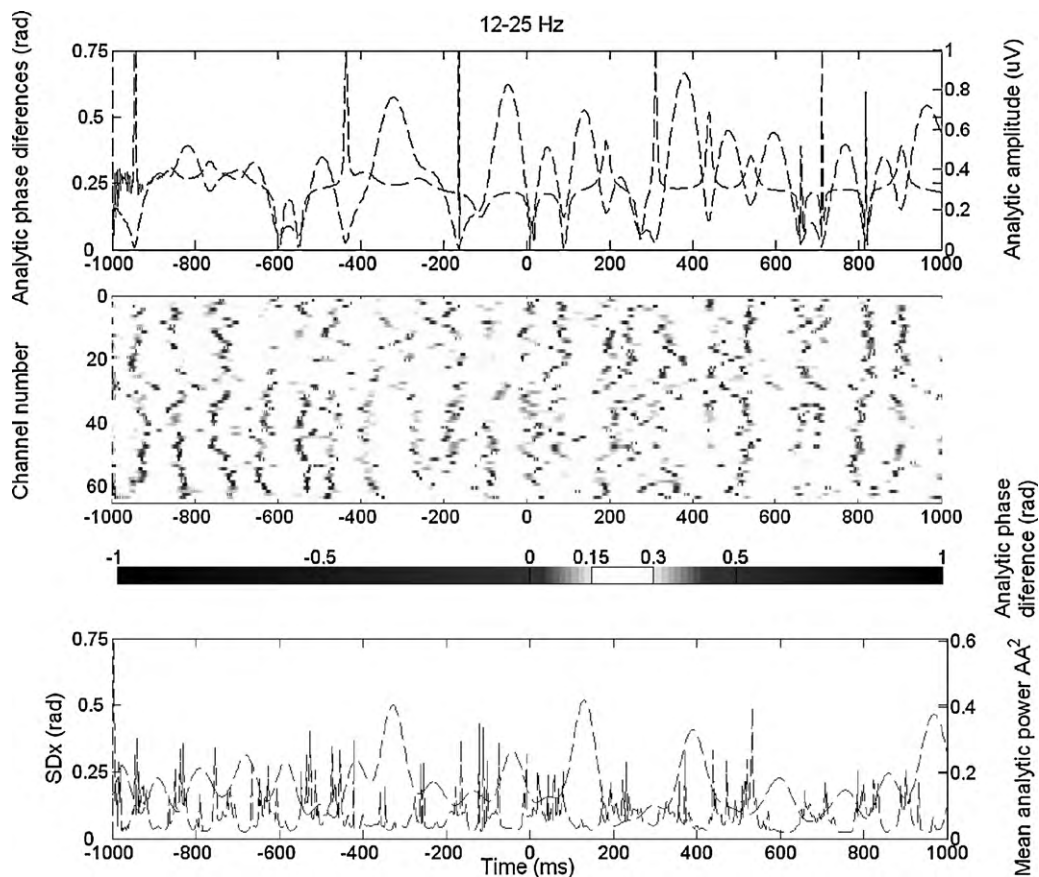 12-25 Hz
Analytic phase diferences (rad)
0.75
0.5
0.25
0
1
0.8
0.6
0.4
0.2
0
Analytic amplitude (uV)
-1000 -800 -600 -400 -200 0 200 400 600 800 1000
Channel number
0
20
40
60
-1000 -800 -600 -400 -200 0 200 400 600 800 1000
-1 -0.5 0 0.15 0.3 0.5 1
Analytic phase
diference (rad)
SDx (rad)
0.75
0.5
0.25
0
0.6
0.4
0.2
0
Mean analytic power AA²
-1000 -800 -600 -400 -200 0 200 400 600 800 1000
Time (ms)